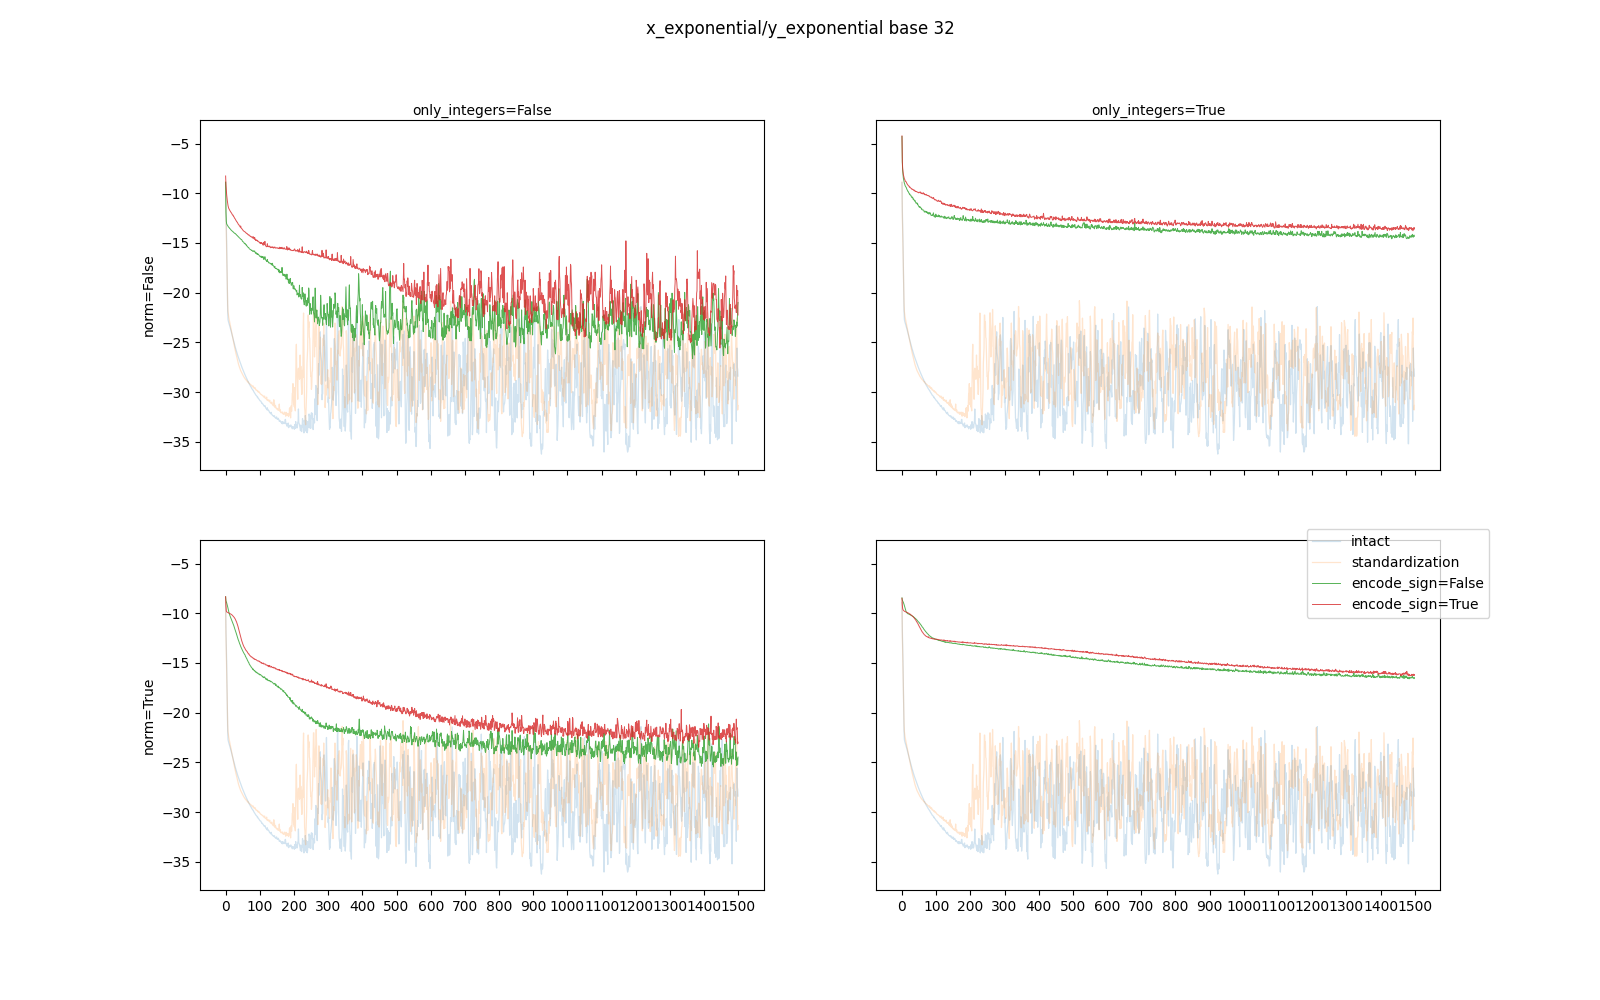 x_exponential/y_exponential base 32
only_integers=False
only_integers=True
norm=False
−5
−10
−15
−20
−25
−30
−35
norm=True
−5
−10
−15
−20
−25
−30
−35
intact
standardization
encode_sign=False
encode_sign=True
0 100 200 300 400 500 600 700 800 900 1000 1100 1200 1300 1400 1500
0 100 200 300 400 500 600 700 800 900 1000 1100 1200 1300 1400 1500